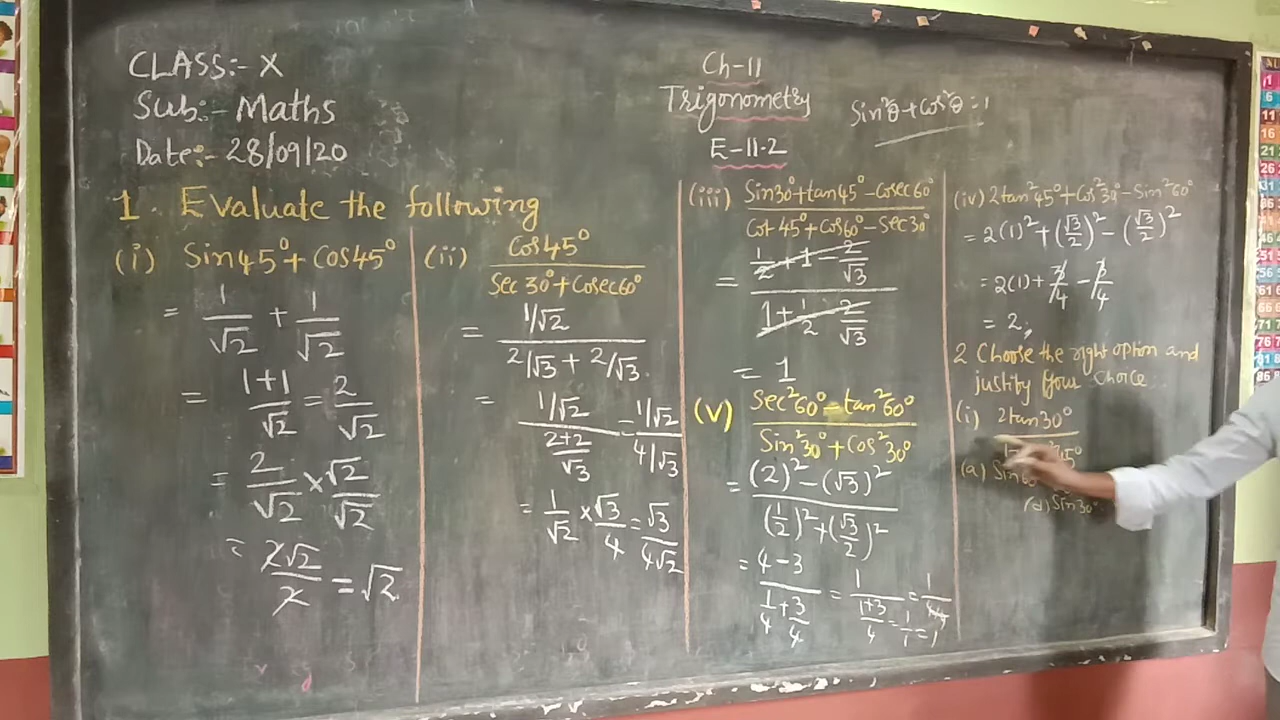 CLASS:- X
Sub:- Maths
Date:- 28/09/20
Ch-11
Trigonometry
E-11.2
Sin²θ+Cos²θ=1
1. Evaluate the following
(i) Sin45°+Cos45°
= 1/√2 + 1/√2
= 1+1/√2 = 2/√2
= 2/√2 × √2/√2
= 2√2/2 = √2
(ii) Cos45°/Sec30°+Cosec60°
= 1/√2 / 2/√3 + 2/√3
= 1/√2 / 2+2/√3 = 1/√2 / 4/√3
= 1/√2 × √3/4 = √3/4√2
(iii) Sin30°+tan45°-Cosec60°/Cot45°+Cos60°-Sec30°
= 1/2+1-2/√3 / 1+1/2-2/√3
= 1
(v) Sec²60°-tan²60°/Sin²30°+Cos²30°
= (2)²-(√3)²/(1/2)²+(√3/2)²
= 4-3 / 1/4+3/4 = 1 / 1+3/4 = 1 / 4/4 = 1/1 = 1
(iv) 2tan²45°+Cos²30°-Sin²60°
= 2(1)²+(√3/2)²-(√3/2)²
= 2(1)+3/4-3/4
= 2,
2 Choose the right option and
justify your choice:
(i) 2tan30°
(a)
(d) Sin30°